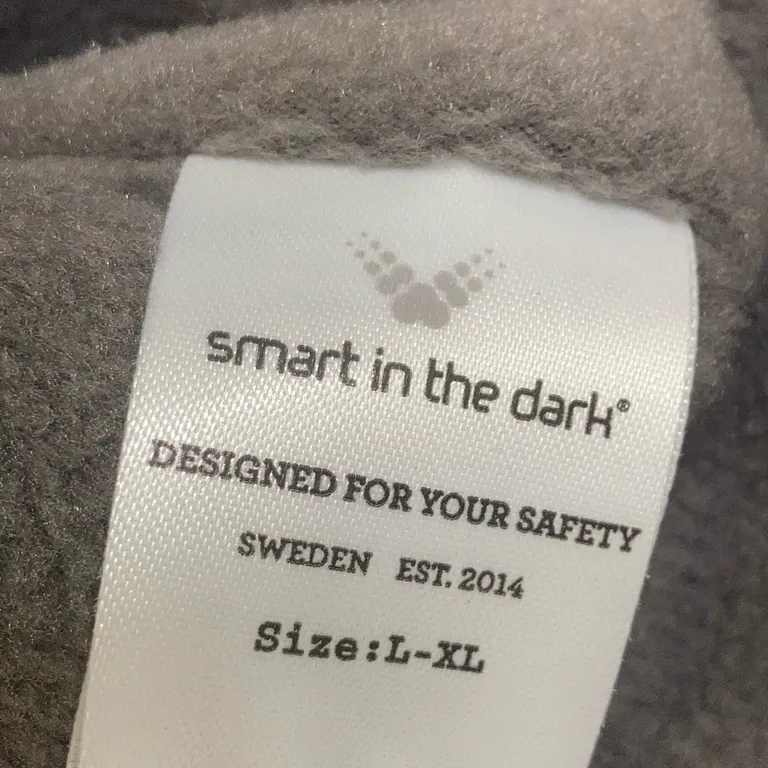 smart in the dark®
DESIGNED FOR YOUR SAFETY
SWEDEN EST. 2014
Size:L-XL